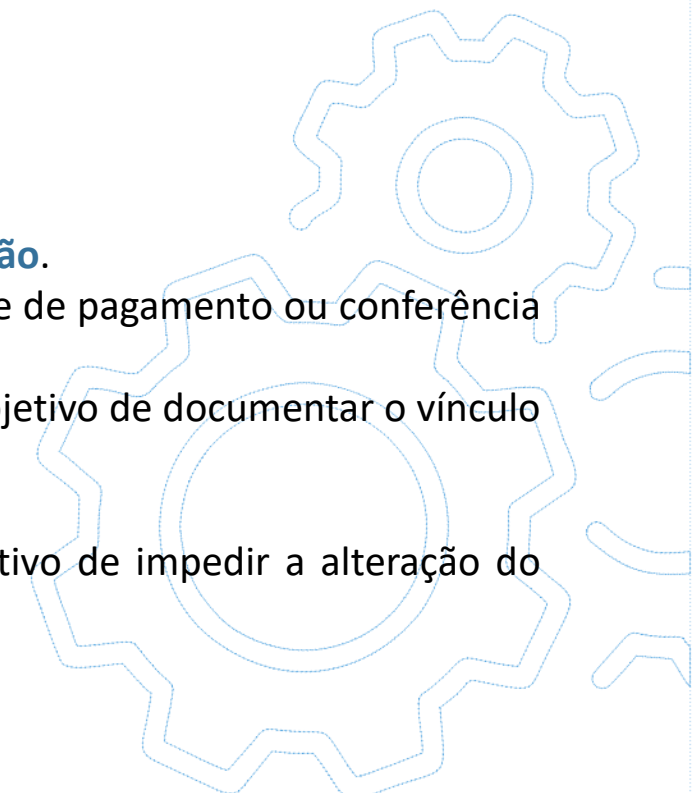 ão.
e de pagamento ou conferência
jetivo de documentar o vínculo
tivo de impedir a alteração do